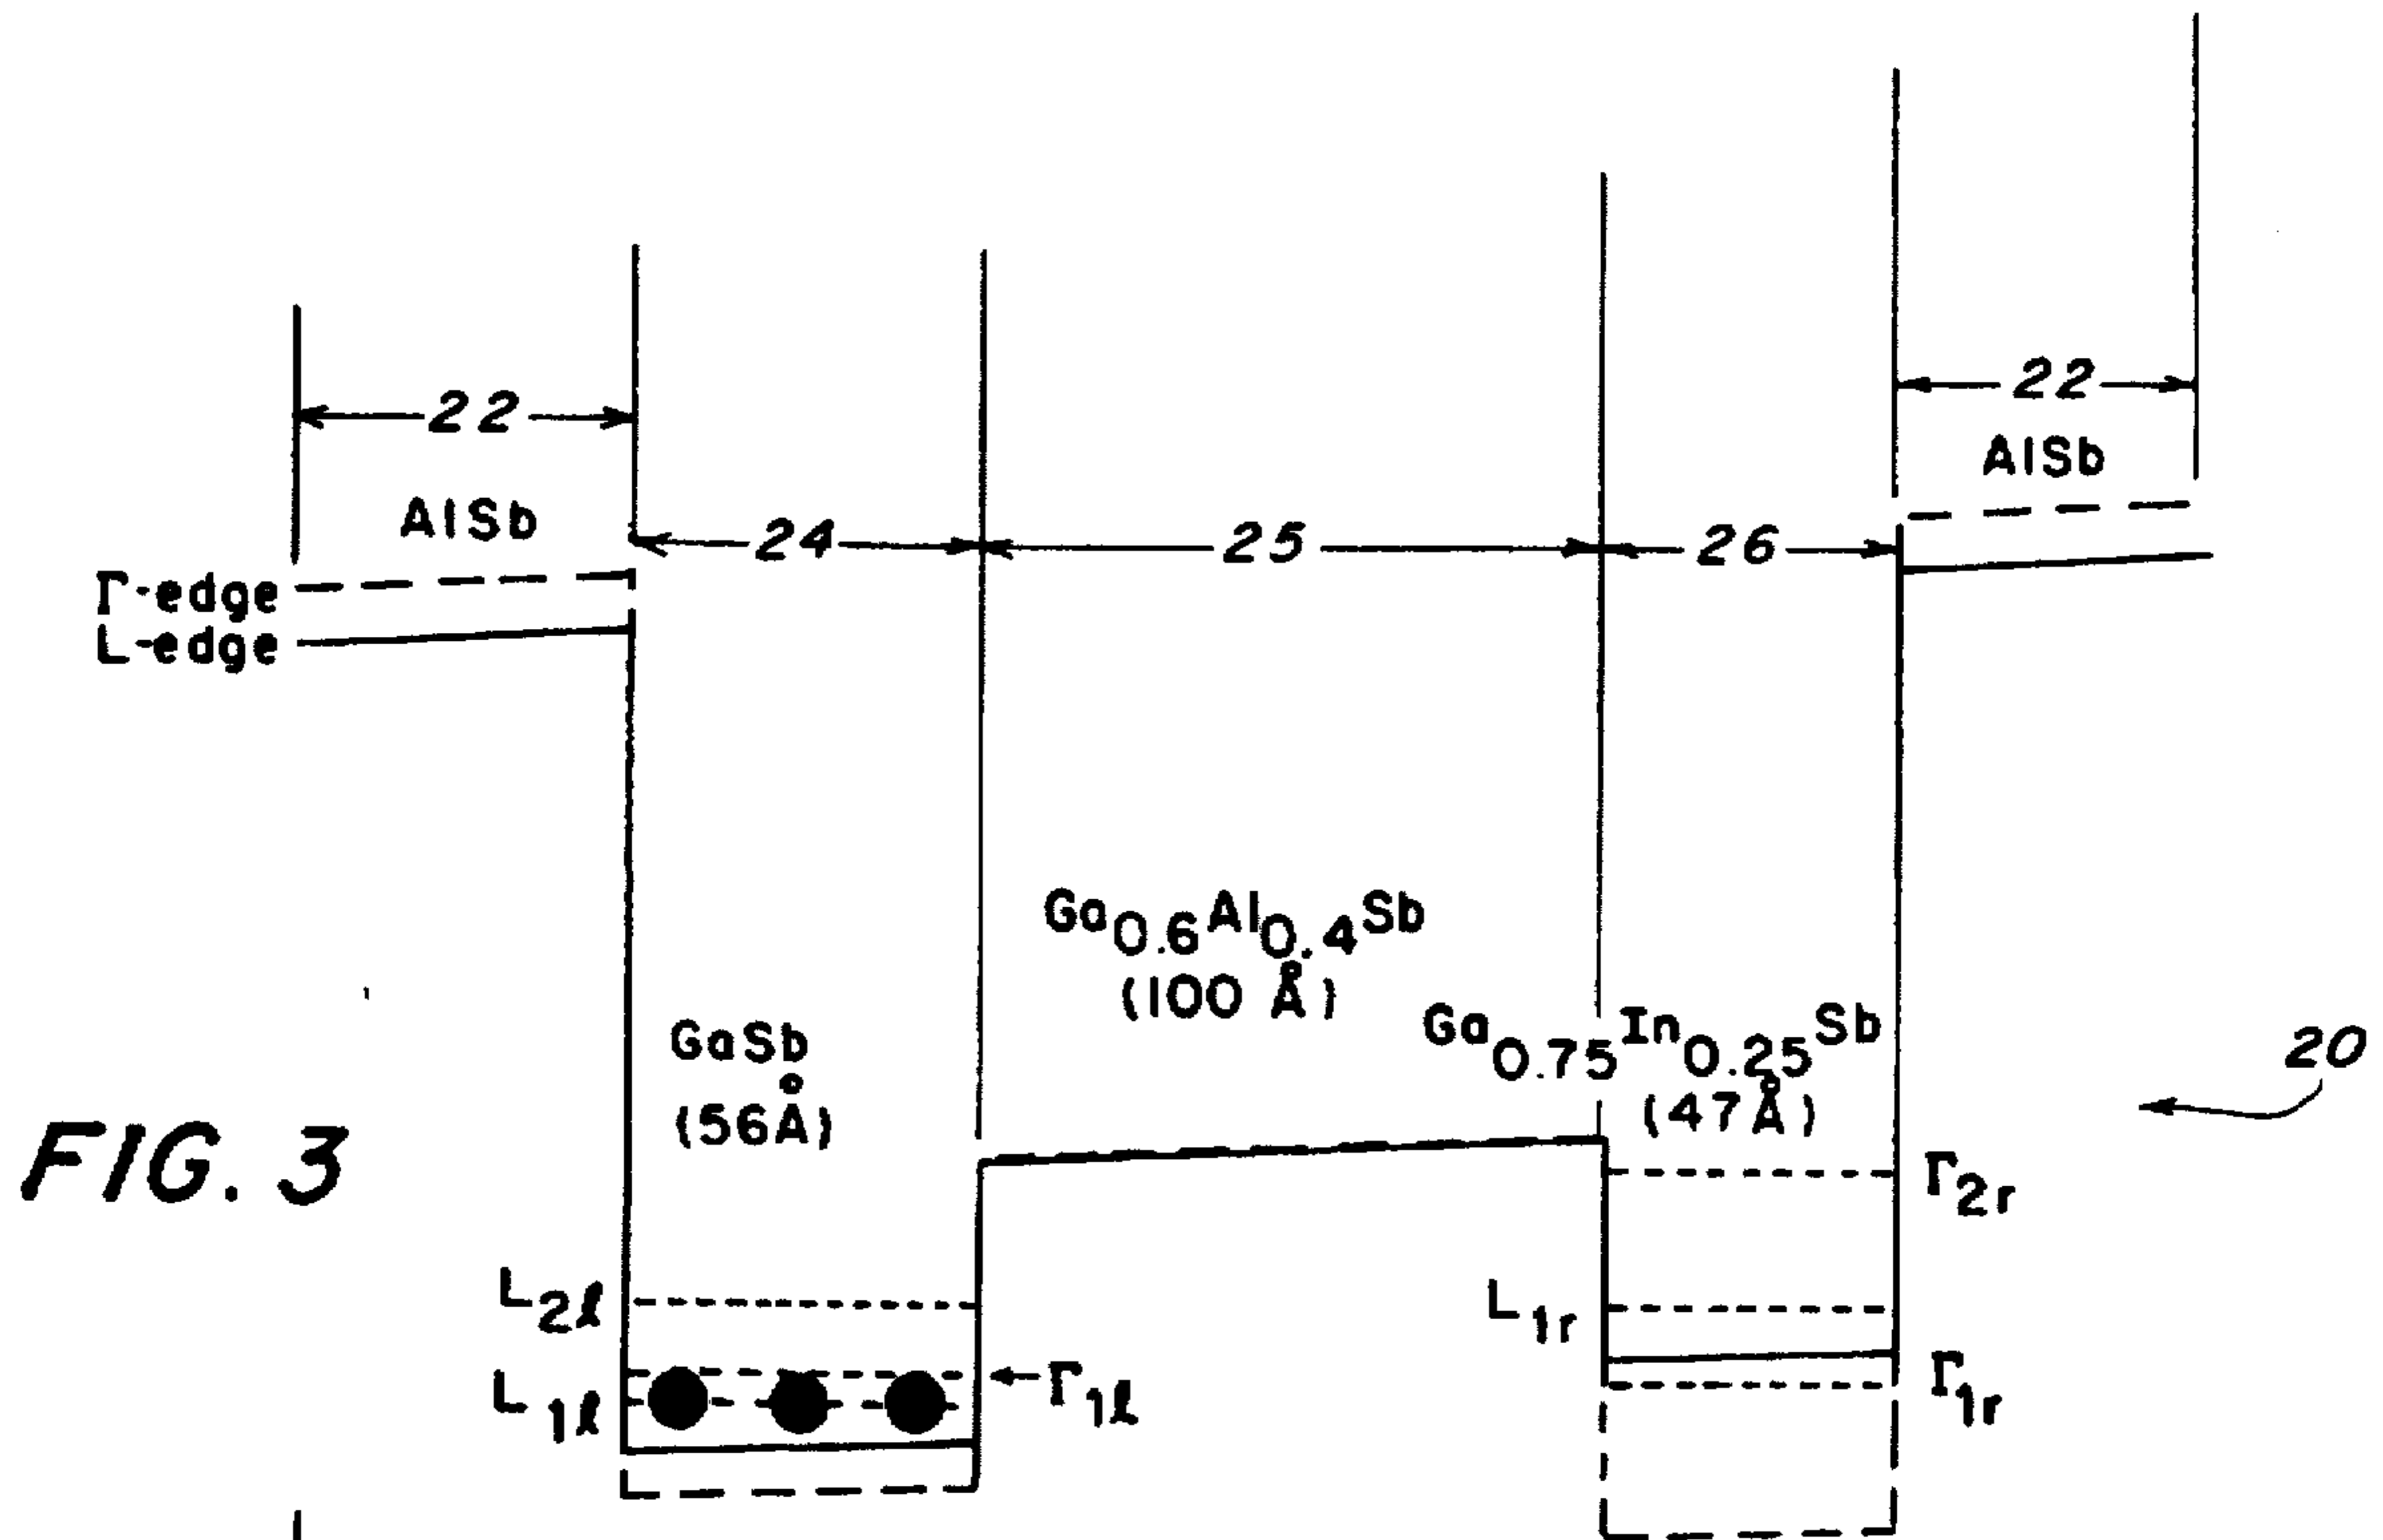 22
22
AlSb
AlSb
24
25
26
Γ-edge
L-edge
Ga0.6Al0.4Sb
(100 Å)
GaSb
(56Å)
Ga0.75In0.25Sb
(47Å)
20
FIG. 3
Γ2r
L2ℓ
L1r
L1ℓ
Γ1ℓ
Γ1r